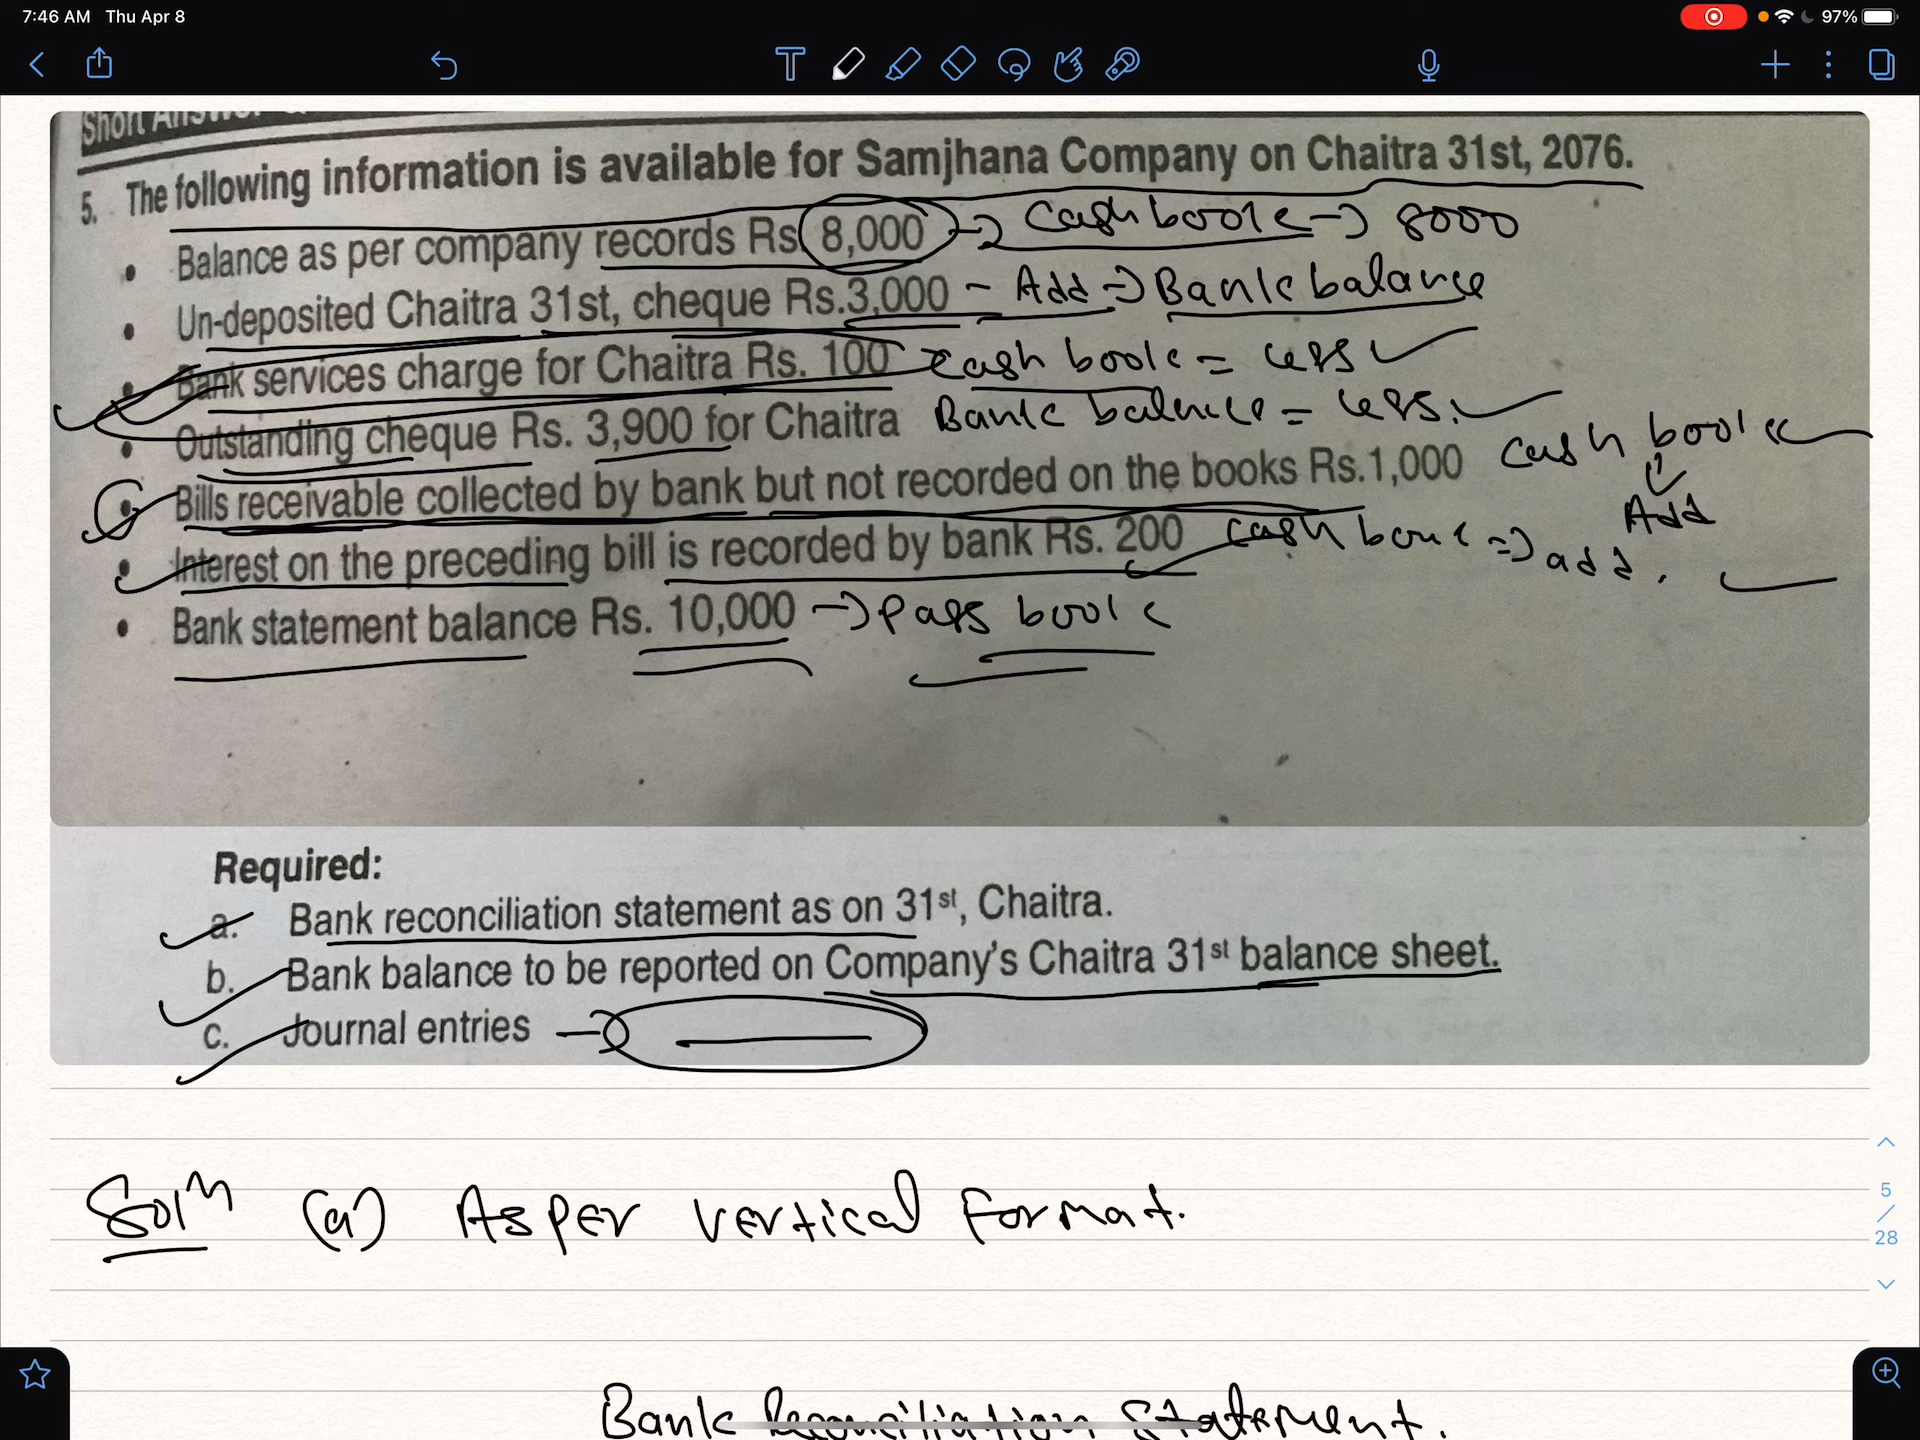 7:46 AM Thu Apr 8
97%
Short
5. The following information is available for Samjhana Company on Chaitra 31st, 2076.
• Balance as per company records Rs 8,000 → Cash book → 8000
• Un-deposited Chaitra 31st, cheque Rs.3,000 - Add → Bank balance
• Bank services charge for Chaitra Rs. 100 Cash book = less
• Outstanding cheque Rs. 3,900 for Chaitra Bank balance = less.
• Bills receivable collected by bank but not recorded on the books Rs.1,000 Cash book
Add
• Interest on the preceding bill is recorded by bank Rs. 200 Cash book => add.
• Bank statement balance Rs. 10,000 → Pass book
Required:
a. Bank reconciliation statement as on 31st, Chaitra.
b. Bank balance to be reported on Company's Chaitra 31st balance sheet.
c. Journal entries →
Soln (a) As per vertical format.
5
/
28
Bank Reconciliation Statement.